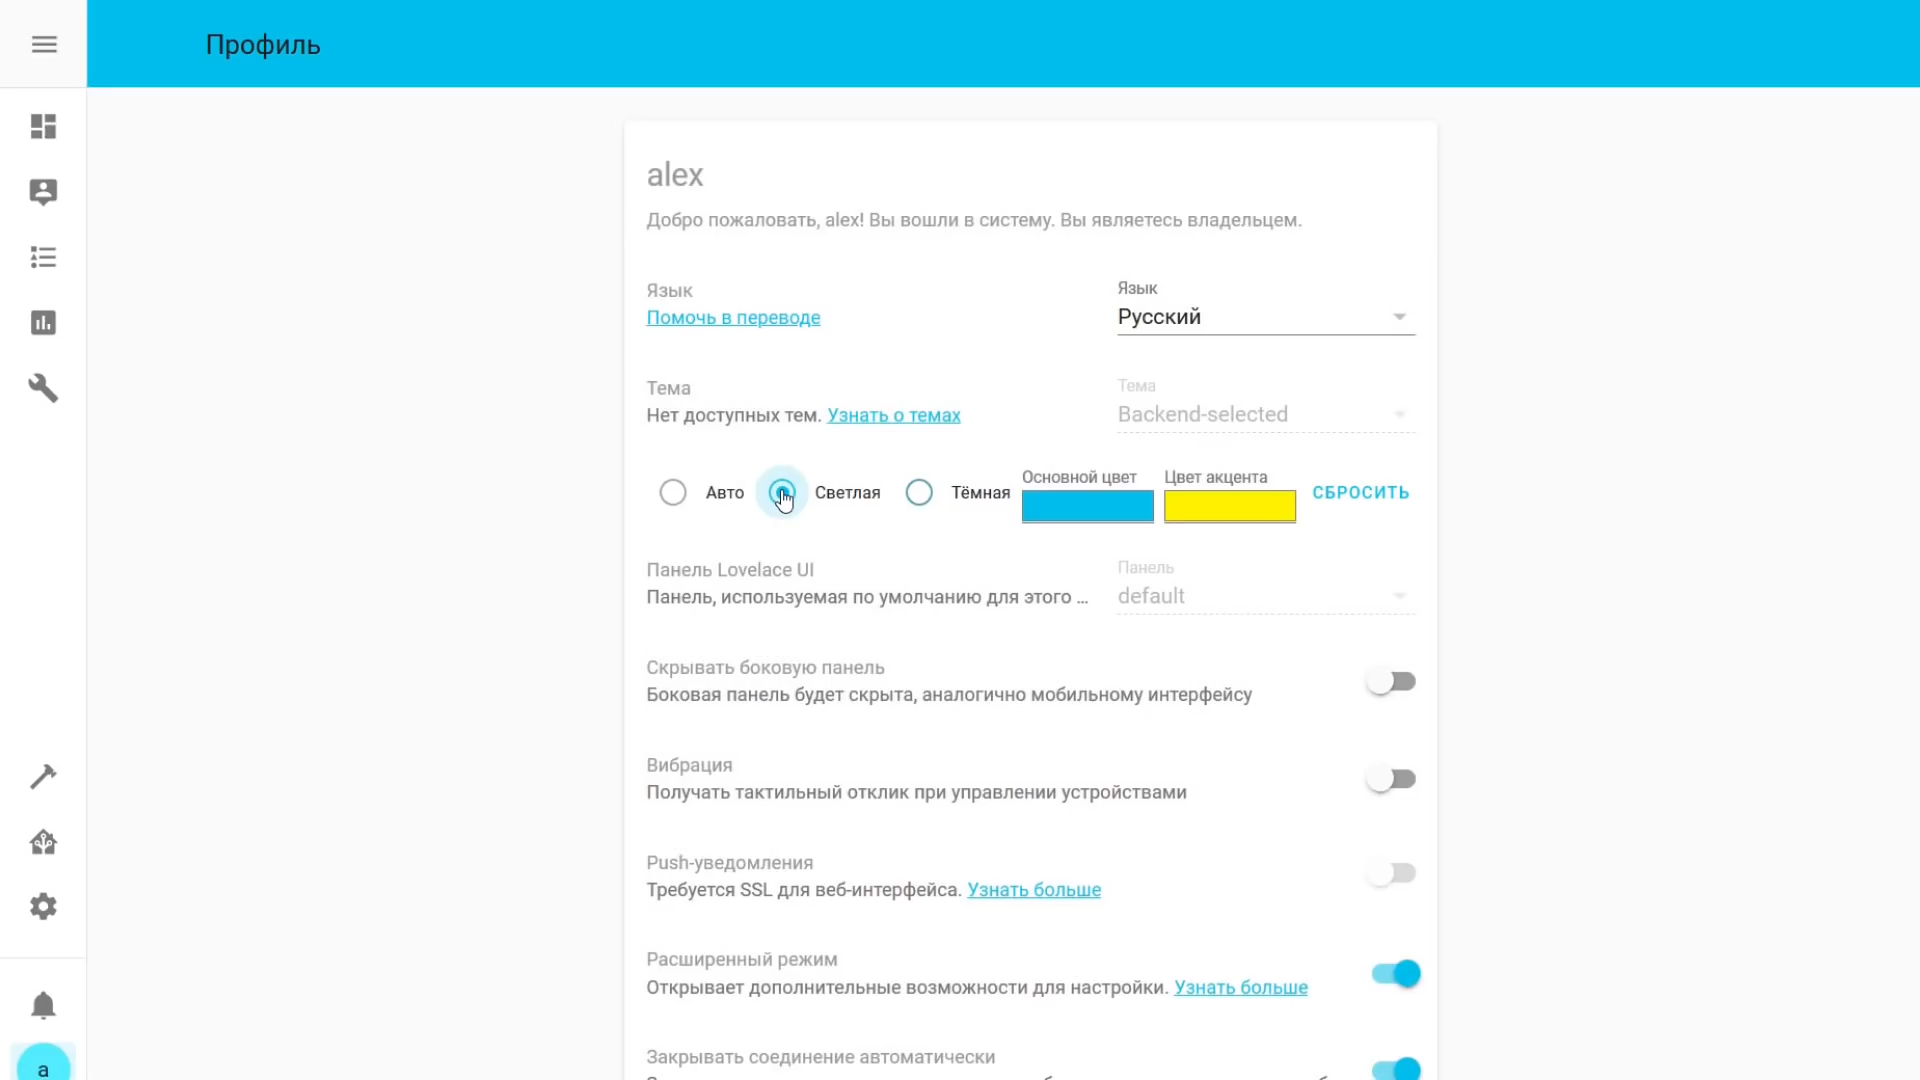 Профиль
alex
Добро пожаловать, alex! Вы вошли в систему. Вы являетесь владельцем.
Язык
Помочь в переводе
Язык
Русский
Тема
Нет доступных тем. Узнать о темах
Тема
Backend-selected
Авто
Светлая
Тёмная
Основной цвет
Цвет акцента
СБРОСИТЬ
Панель Lovelace UI
Панель, используемая по умолчанию для этого ...
Панель
default
Скрывать боковую панель
Боковая панель будет скрыта, аналогично мобильному интерфейсу
Вибрация
Получать тактильный отклик при управлении устройствами
Push-уведомления
Требуется SSL для веб-интерфейса. Узнать больше
Расширенный режим
Открывает дополнительные возможности для настройки. Узнать больше
a
Закрывать соединение автоматически